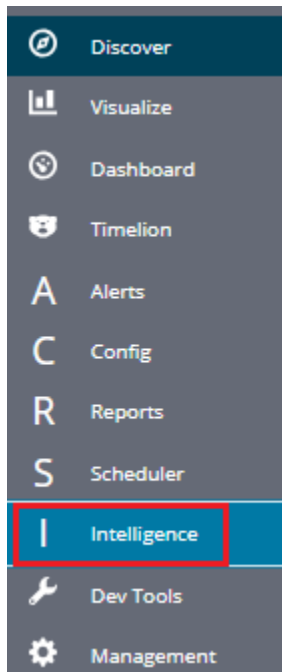 Discover
Visualize
Dashboard
Timelion
A Alerts
C Config
R Reports
S Scheduler
I Intelligence
Dev Tools
Management